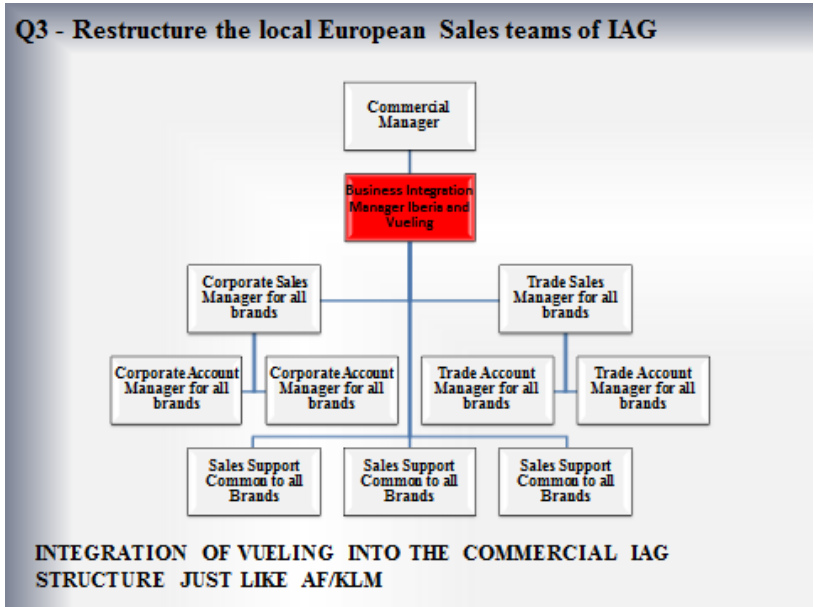 Q3 - Restructure the local European Sales teams of IAG
Commercial
Manager
Business Integration
Manager Iberia and
Vueling
Corporate Sales
Manager for all
brands
Trade Sales
Manager for all
brands
Corporate Account
Manager for all
brands
Corporate Account
Manager for all
brands
Trade Account
Manager for all
brands
Trade Account
Manager for all
brands
Sales Support
Common to all
Brands
Sales Support
Common to all
Brands
Sales Support
Common to all
Brands
INTEGRATION OF VUELING INTO THE COMMERCIAL IAG
STRUCTURE JUST LIKE AF/KLM